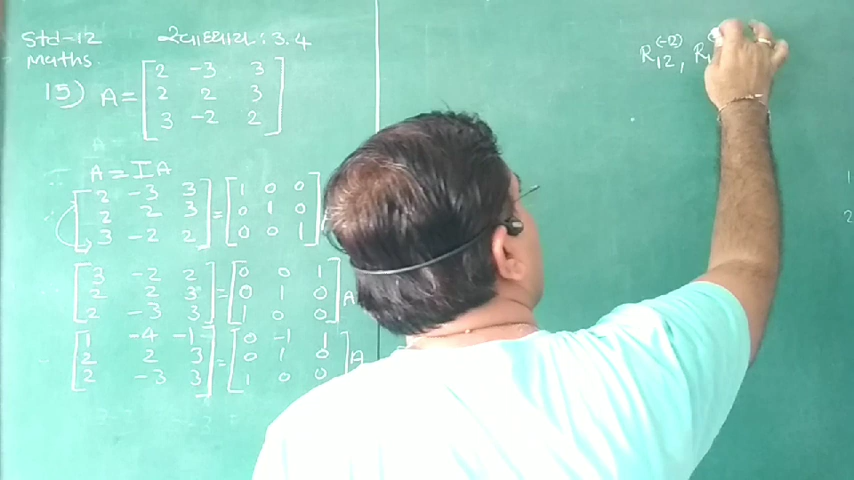 Std-12 સ્વાધ્યાય : 3.4
Maths.
15) A = [ 2 -3 3
2 2 3
3 -2 2 ]
A = IA
[ 2 -3 3 ] = [ 1 0 0 ]
[ 2 2 3 ] [ 0 1 0 ]
[ 3 -2 2 ] [ 0 0 1 ]
[ 3 -2 2 ] = [ 0 0 1 ]
[ 2 2 3 ] [ 0 1 0 ] A
[ 2 -3 3 ] [ 1 0 0 ]
[ 1 -4 -1 ] = [ 0 -1 1 ]
[ 2 2 3 ] [ 0 1 0 ] A
[ 2 -3 3 ] [ 1 0 0 ]
R12(-2), R1